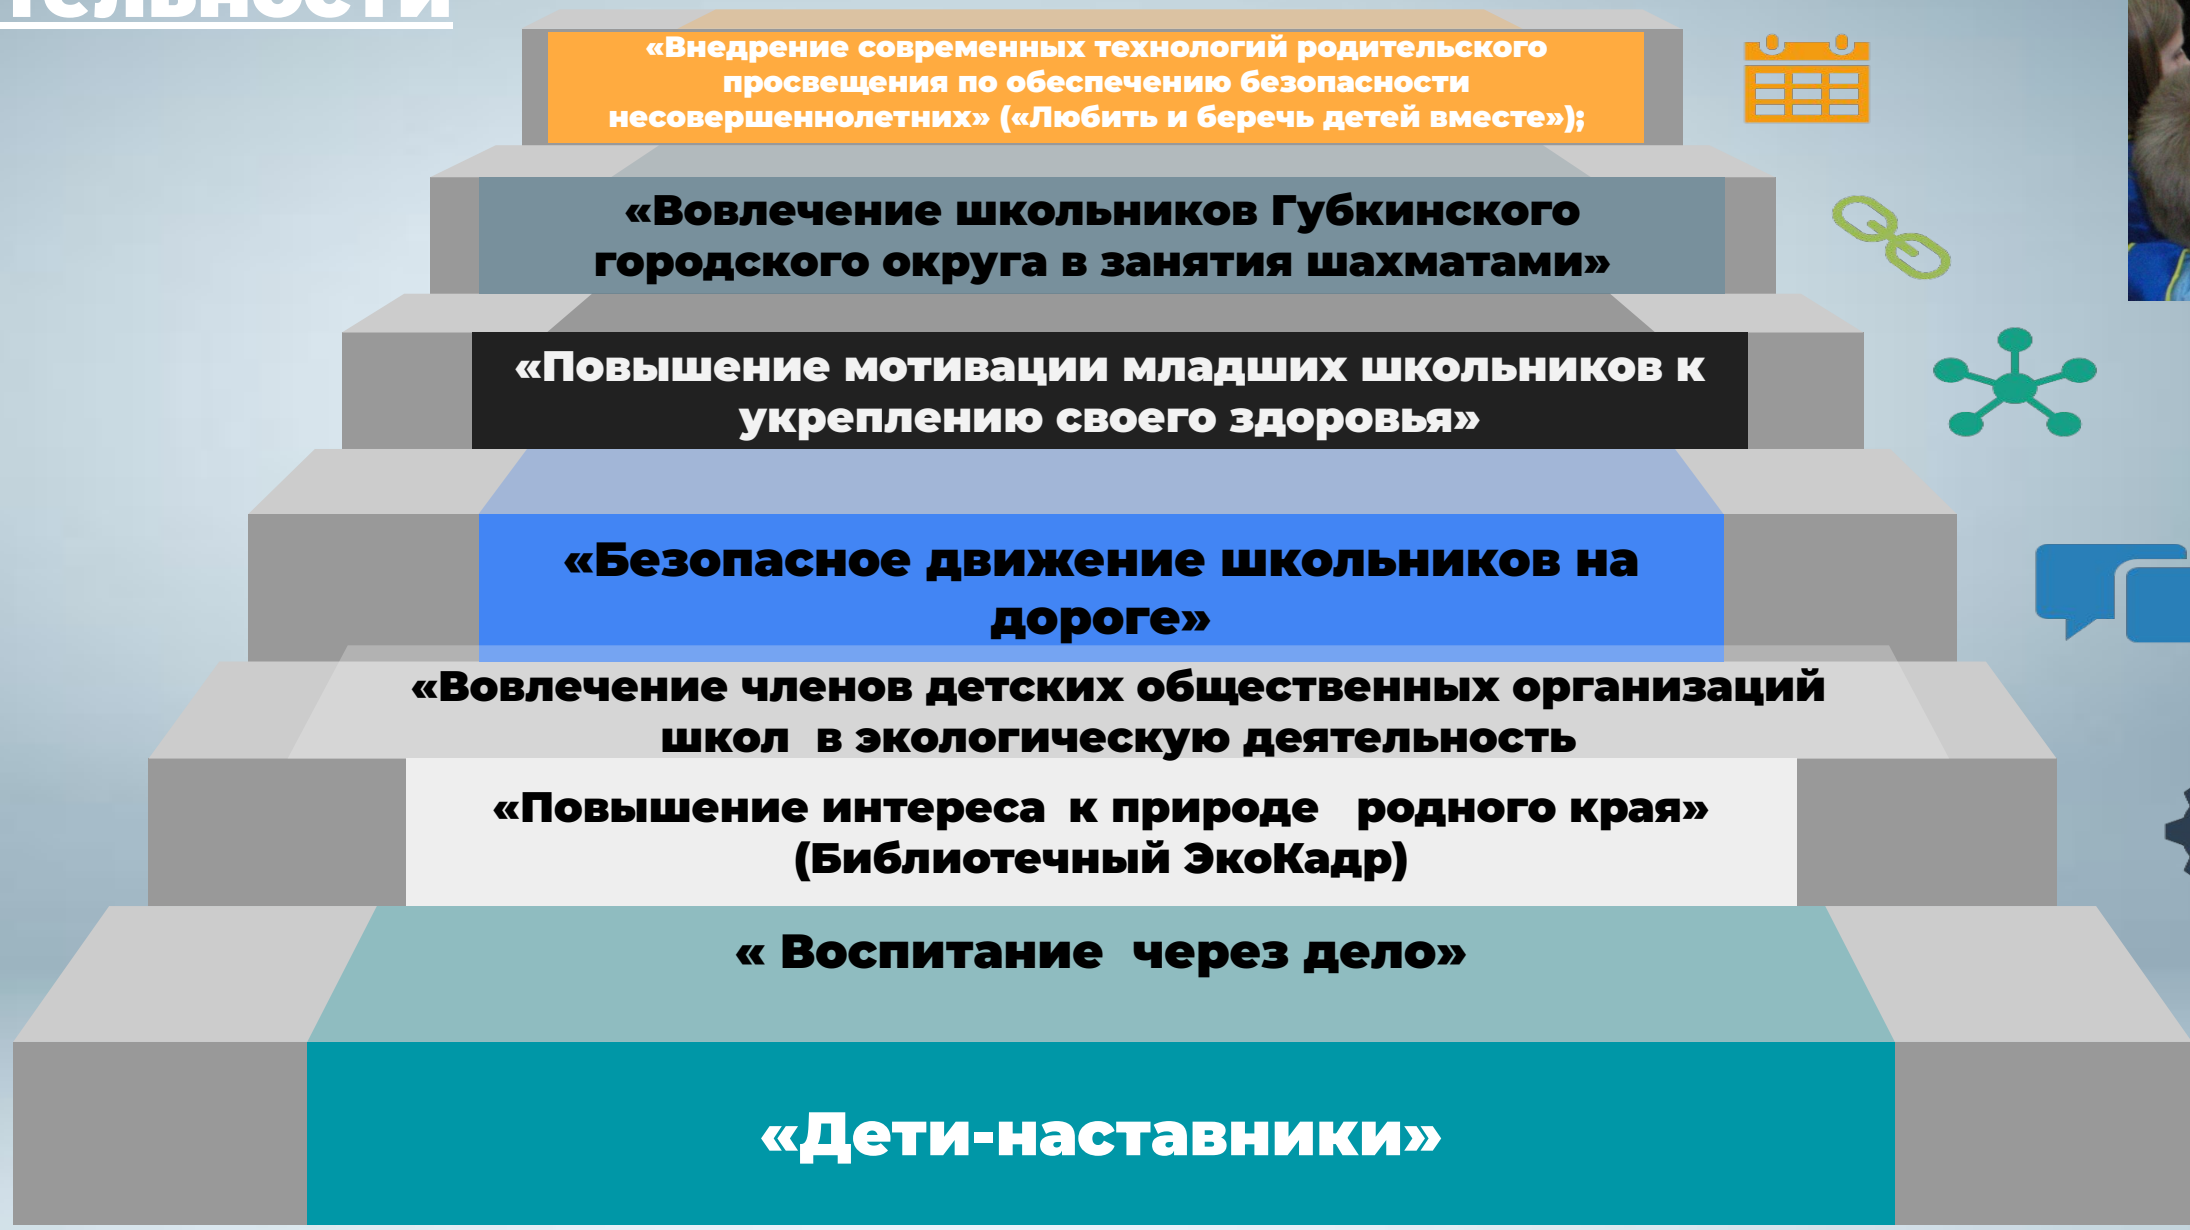 «Внедрение современных технологий родительского
просвещения по обеспечению безопасности
несовершеннолетних» («Любить и беречь детей вместе»);
«Вовлечение школьников Губкинского
городского округа в занятия шахматами»
«Повышение мотивации младших школьников к
укреплению своего здоровья»
«Безопасное движение школьников на
дороге»
«Вовлечение членов детских общественных организаций
школ в экологическую деятельность
«Повышение интереса к природе родного края»
(Библиотечный ЭкоКадр)
« Воспитание через дело»
«Дети-наставники»